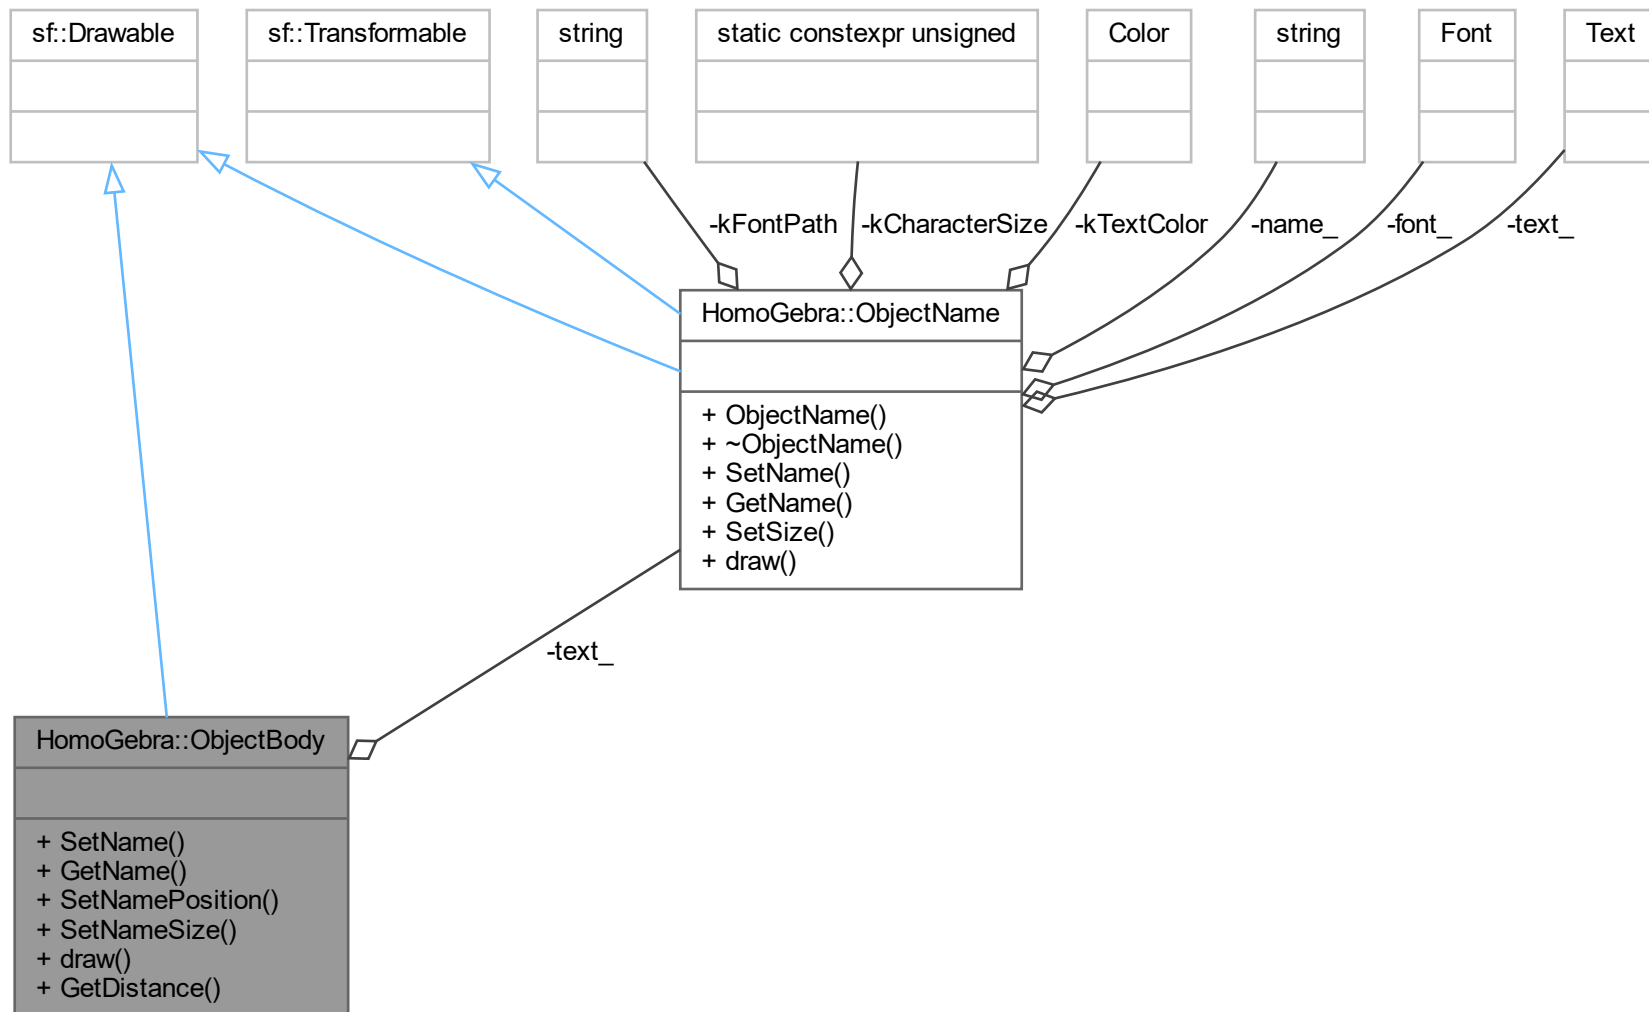 sf::Drawable
sf::Transformable
string
static constexpr unsigned
Color
string
Font
Text
-kFontPath
-kCharacterSize
-kTextColor
-name_
-font_
-text_
HomoGebra::ObjectName
+ ObjectName()
+ ~ObjectName()
+ SetName()
+ GetName()
+ SetSize()
+ draw()
-text_
HomoGebra::ObjectBody
+ SetName()
+ GetName()
+ SetNamePosition()
+ SetNameSize()
+ draw()
+ GetDistance()